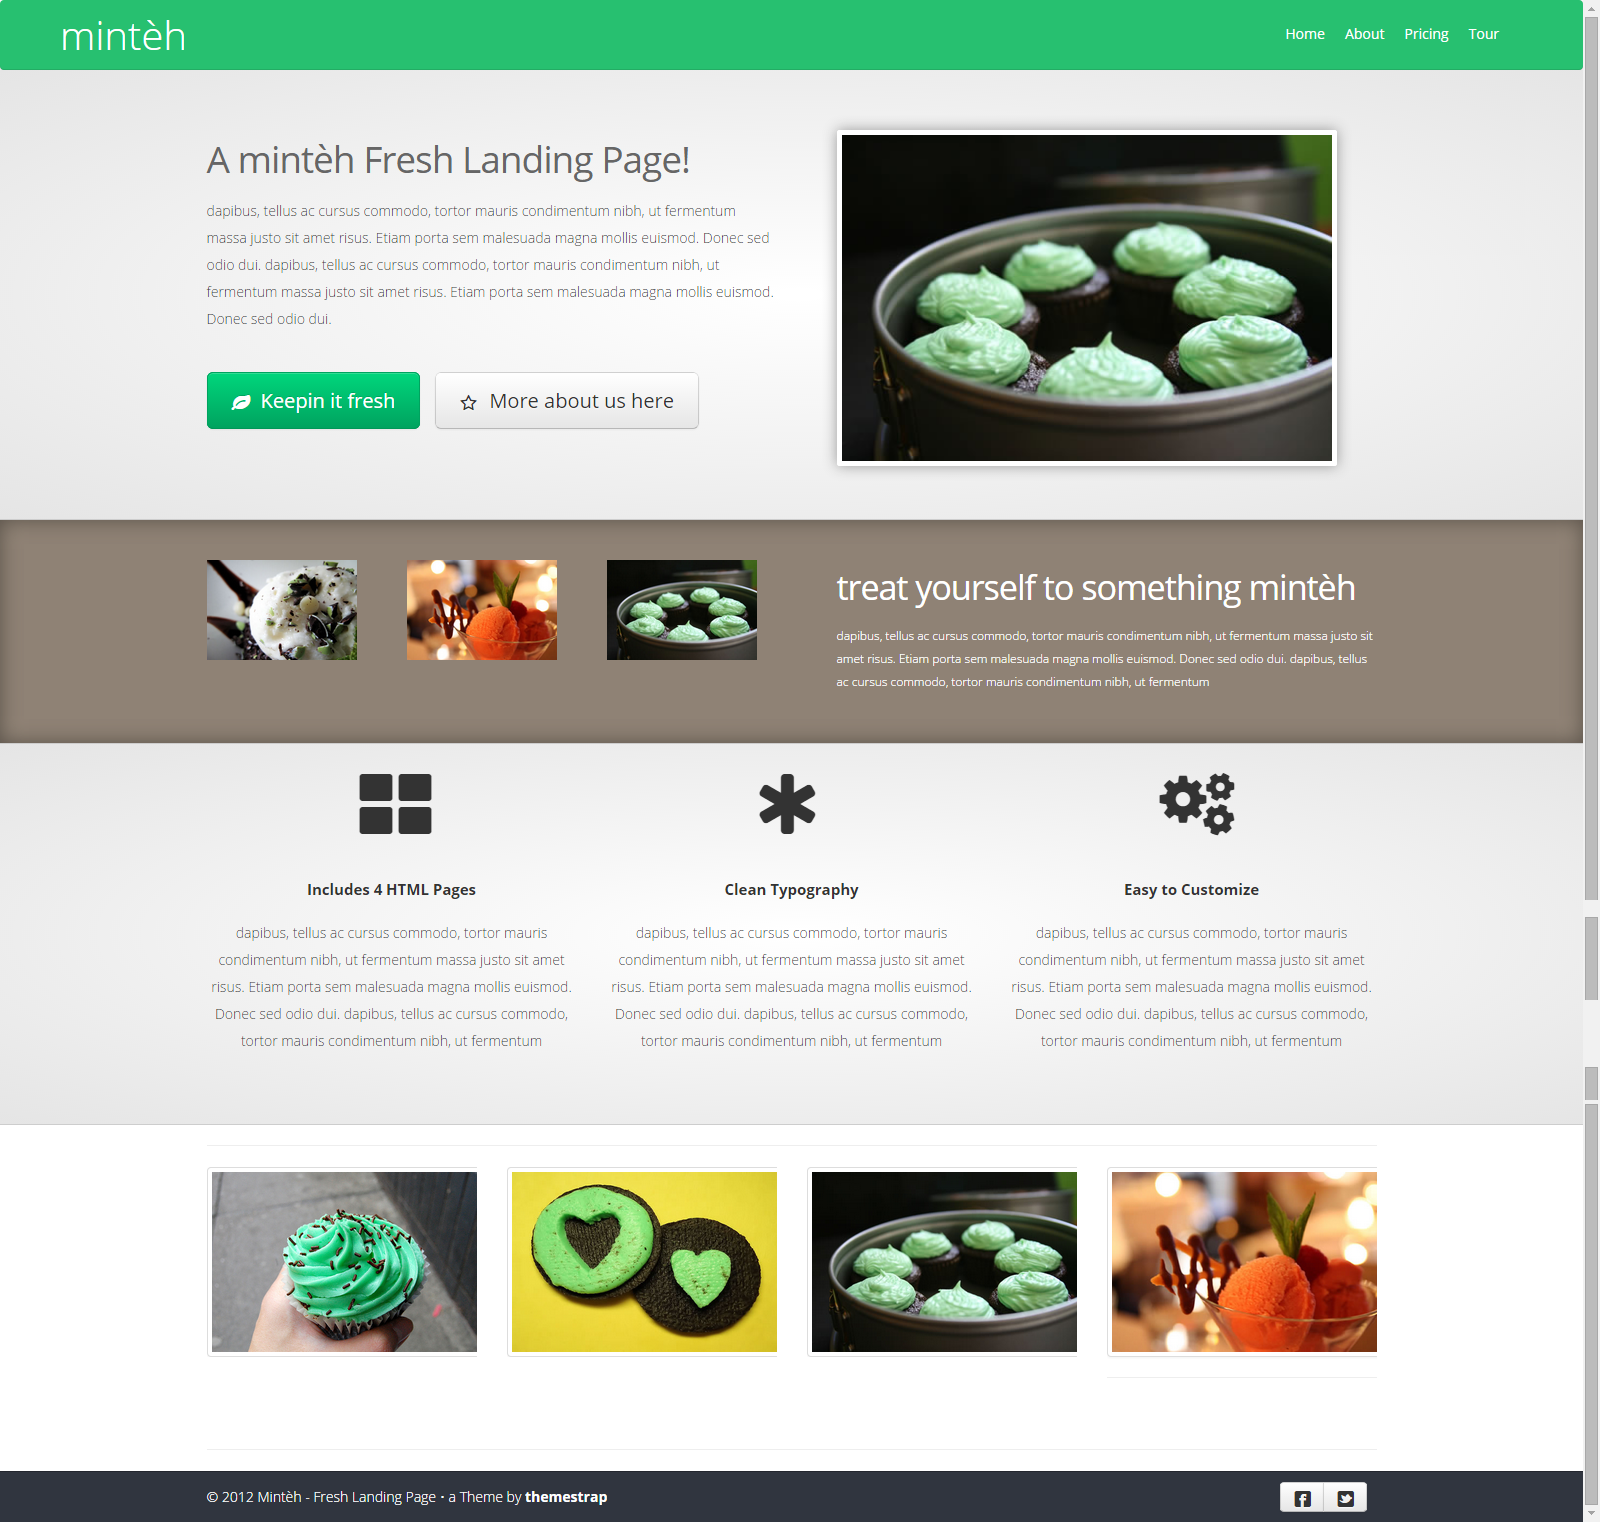 mintèh
Home About Pricing Tour
A mintèh Fresh Landing Page!
dapibus, tellus ac cursus commodo, tortor mauris condimentum nibh, ut fermentum
massa justo sit amet risus. Etiam porta sem malesuada magna mollis euismod. Donec sed
odio dui. dapibus, tellus ac cursus commodo, tortor mauris condimentum nibh, ut
fermentum massa justo sit amet risus. Etiam porta sem malesuada magna mollis euismod.
Donec sed odio dui.
Keepin it fresh
More about us here
treat yourself to something mintèh
dapibus, tellus ac cursus commodo, tortor mauris condimentum nibh, ut fermentum massa justo sit
amet risus. Etiam porta sem malesuada magna mollis euismod. Donec sed odio dui. dapibus, tellus
ac cursus commodo, tortor mauris condimentum nibh, ut fermentum
Includes 4 HTML Pages
dapibus, tellus ac cursus commodo, tortor mauris
condimentum nibh, ut fermentum massa justo sit amet
risus. Etiam porta sem malesuada magna mollis euismod.
Donec sed odio dui. dapibus, tellus ac cursus commodo,
tortor mauris condimentum nibh, ut fermentum
Clean Typography
dapibus, tellus ac cursus commodo, tortor mauris
condimentum nibh, ut fermentum massa justo sit amet
risus. Etiam porta sem malesuada magna mollis euismod.
Donec sed odio dui. dapibus, tellus ac cursus commodo,
tortor mauris condimentum nibh, ut fermentum
Easy to Customize
dapibus, tellus ac cursus commodo, tortor mauris
condimentum nibh, ut fermentum massa justo sit amet
risus. Etiam porta sem malesuada magna mollis euismod.
Donec sed odio dui. dapibus, tellus ac cursus commodo,
tortor mauris condimentum nibh, ut fermentum
© 2012 Mintèh - Fresh Landing Page · a Theme by themestrap